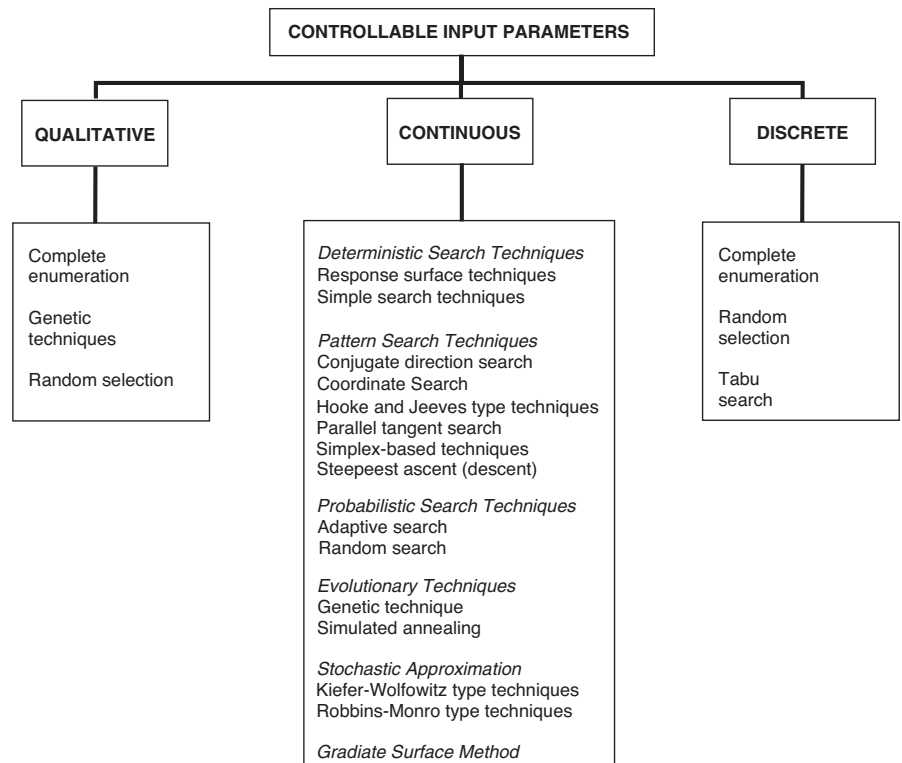 CONTROLLABLE INPUT PARAMETERS
QUALITATIVE
CONTINUOUS
DISCRETE
Complete
enumeration
Genetic
techniques
Random selection
Deterministic Search Techniques
Response surface techniques
Simple search techniques
Pattern Search Techniques
Conjugate direction search
Coordinate Search
Hooke and Jeeves type techniques
Parallel tangent search
Simplex-based techniques
Steepeest ascent (descent)
Probabilistic Search Techniques
Adaptive search
Random search
Evolutionary Techniques
Genetic technique
Simulated annealing
Stochastic Approximation
Kiefer-Wolfowitz type techniques
Robbins-Monro type techniques
Gradiate Surface Method
Complete
enumeration
Random
selection
Tabu
search